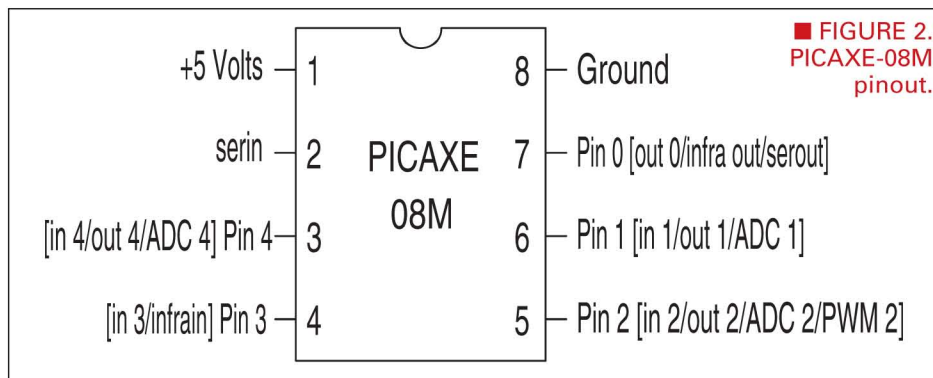 ■ FIGURE 2.
PICAXE-08M
pinout.
+5 Volts 1 8 Ground
serin 2 PICAXE 7 Pin 0 [out 0/infra out/serout]
08M
[in 4/out 4/ADC 4] Pin 4 3 6 Pin 1 [in 1/out 1/ADC 1]
[in 3/infrain] Pin 3 4 5 Pin 2 [in 2/out 2/ADC 2/PWM 2]